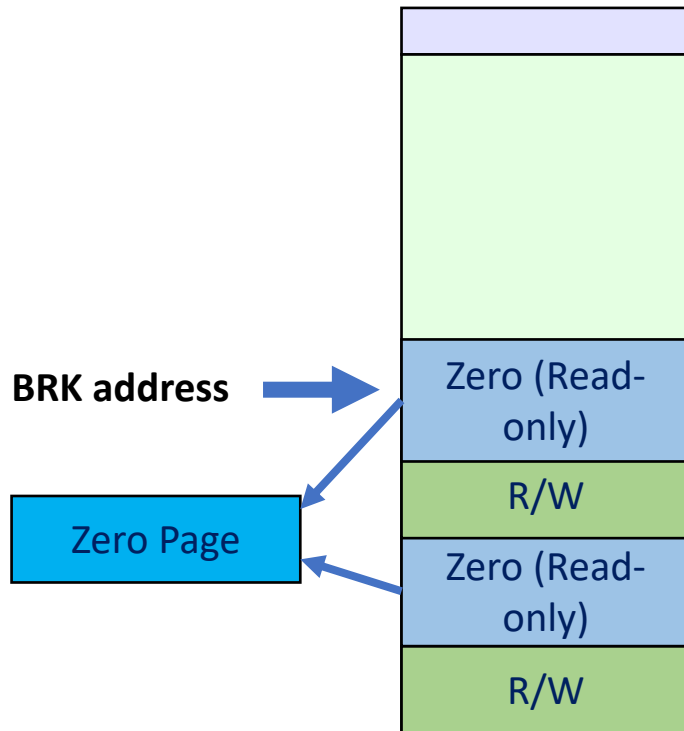 BRK address
Zero (Read-
only)
R/W
Zero Page
Zero (Read-
only)
R/W